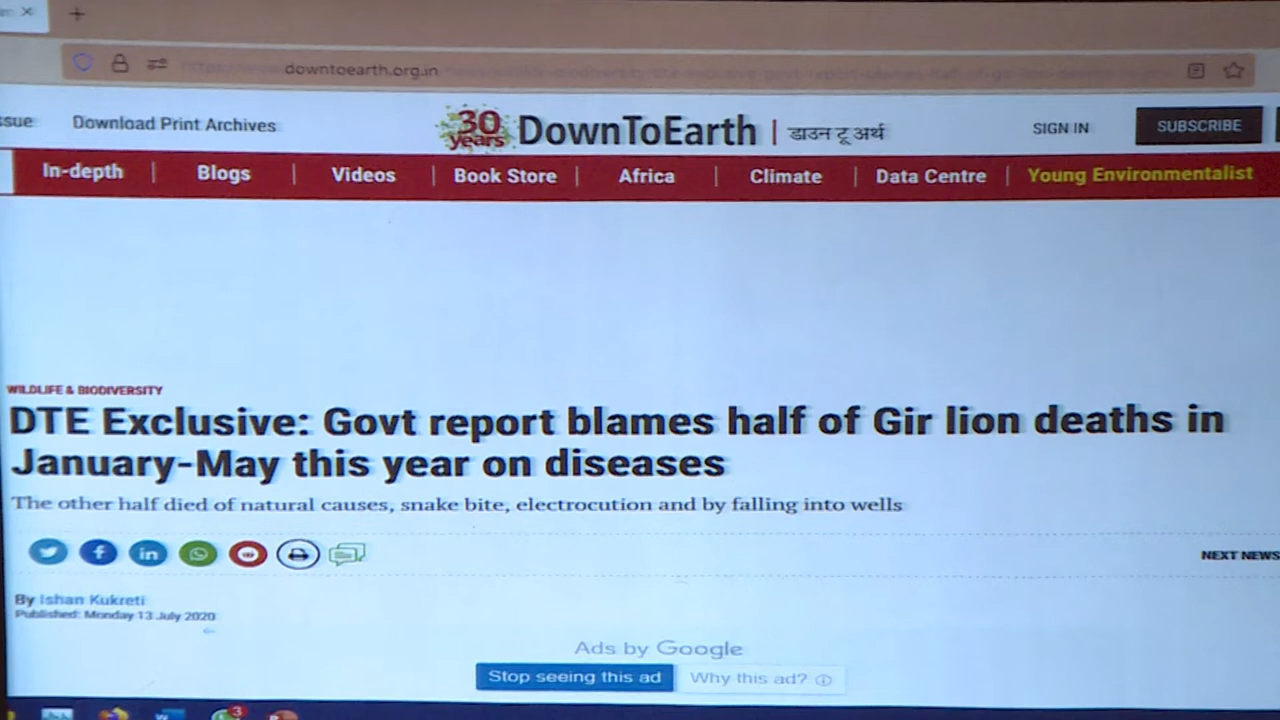 downtoearth.org.in
ssue Download Print Archives 30 years DownToEarth | डाउन टू अर्थ SIGN IN SUBSCRIBE
In-depth | Blogs | Videos | Book Store | Africa | Climate | Data Centre | Young Environmentalist
WILDLIFE & BIODIVERSITY
DTE Exclusive: Govt report blames half of Gir lion deaths in
January-May this year on diseases
The other half died of natural causes, snake bite, electrocution and by falling into wells
NEXT NEWS
By Ishan Kukreti
Published: Monday 13 July 2020
Ads by Google
Stop seeing this ad Why this ad?
3